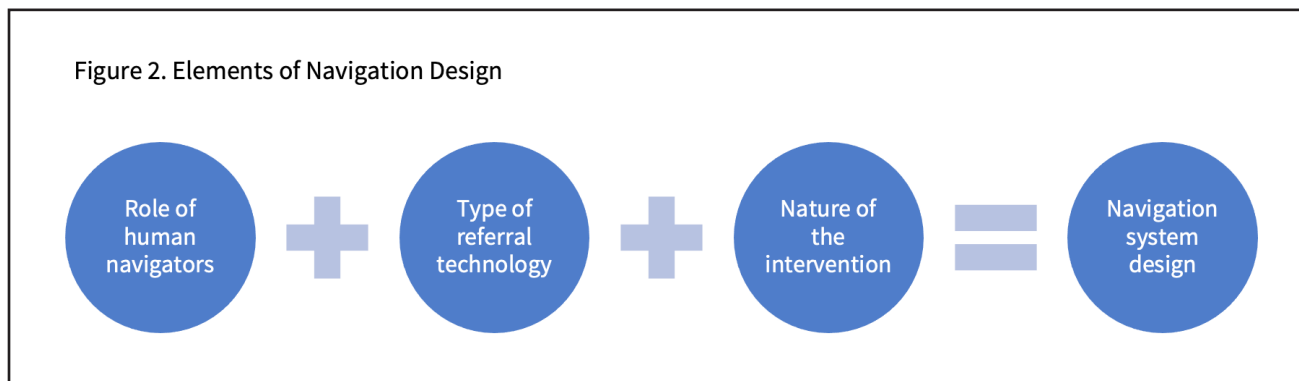 Figure 2. Elements of Navigation Design
Role of
human
navigators
Type of
referral
technology
Nature of
the
intervention
Navigation
system
design